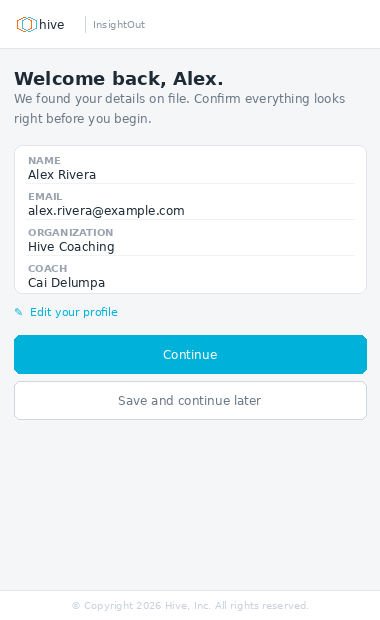 hive
InsightOut
Welcome back, Alex.
We found your details on file. Confirm everything looks
right before you begin.
NAME
Alex Rivera
EMAIL
alex.rivera@example.com
ORGANIZATION
Hive Coaching
COACH
Cai Delumpa
✎ Edit your profile
Continue
Save and continue later
© Copyright 2026 Hive, Inc. All rights reserved.